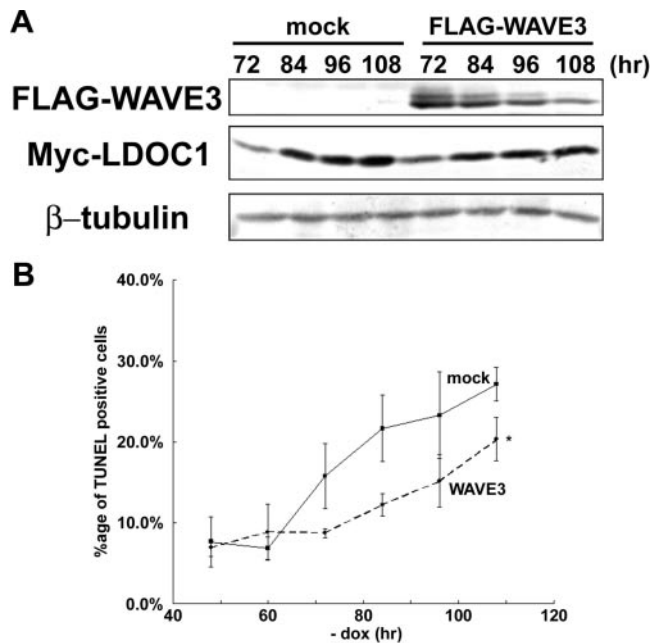 A
mock FLAG-WAVE3
72 84 96 108 72 84 96 108 (hr)
FLAG-WAVE3
Myc-LDOC1
β–tubulin
B
40.0%
30.0%
20.0%
10.0%
0.0%
%age of TUNEL positive cells
mock
*
WAVE3
40 60 80 100 120
- dox (hr)